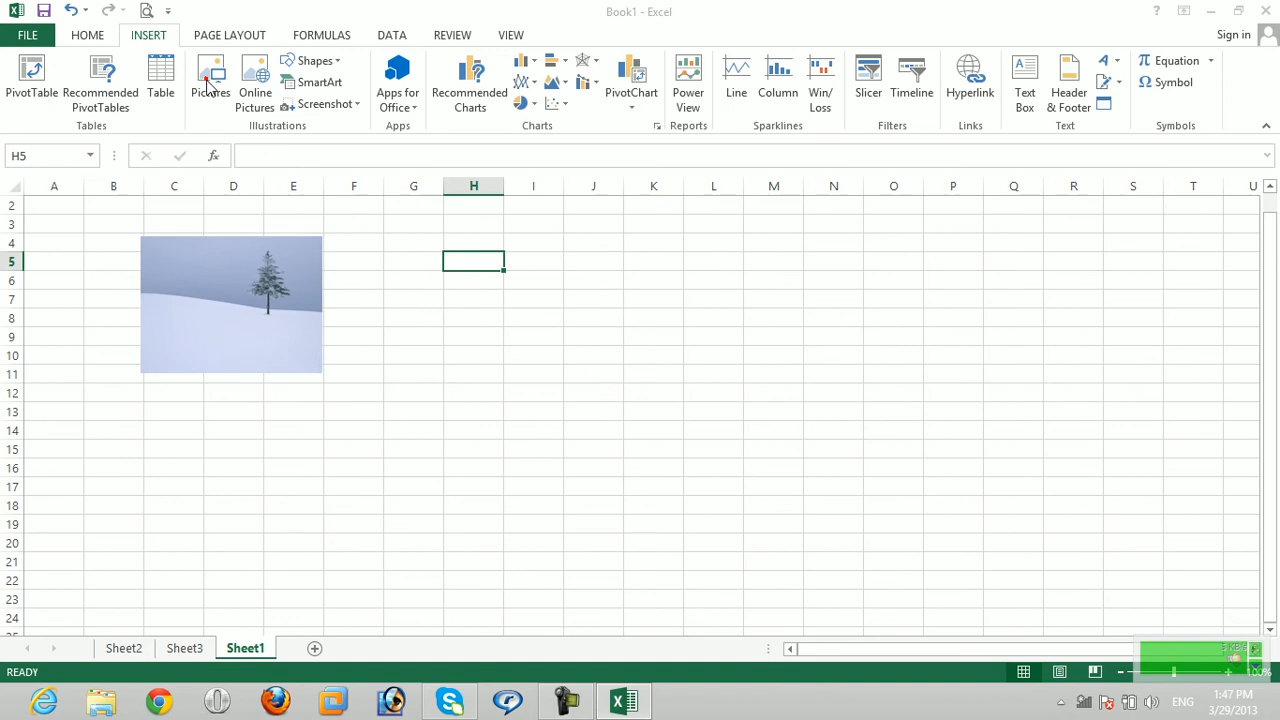 Book1 - Excel
?
FILE
HOME
INSERT
PAGE LAYOUT
FORMULAS
DATA
REVIEW
VIEW
Sign in
PivotTable
Recommended
PivotTables
Table
Pictures
Online
Pictures
Shapes
SmartArt
Screenshot
Apps for
Office
Recommended
Charts
PivotChart
Power
View
Line
Column
Win/
Loss
Slicer
Timeline
Hyperlink
Text
Box
Header
& Footer
Equation
Symbol
Tables
Illustrations
Apps
Charts
Reports
Sparklines
Filters
Links
Text
Symbols
H5
fx
A B C D E F G H I J K L M N O P Q R S T U
2
3
4
5
6
7
8
9
10
11
12
13
14
15
16
17
18
19
20
21
22
23
24
Sheet2
Sheet3
Sheet1
READY
100%
ENG
1:47 PM
3/29/2013